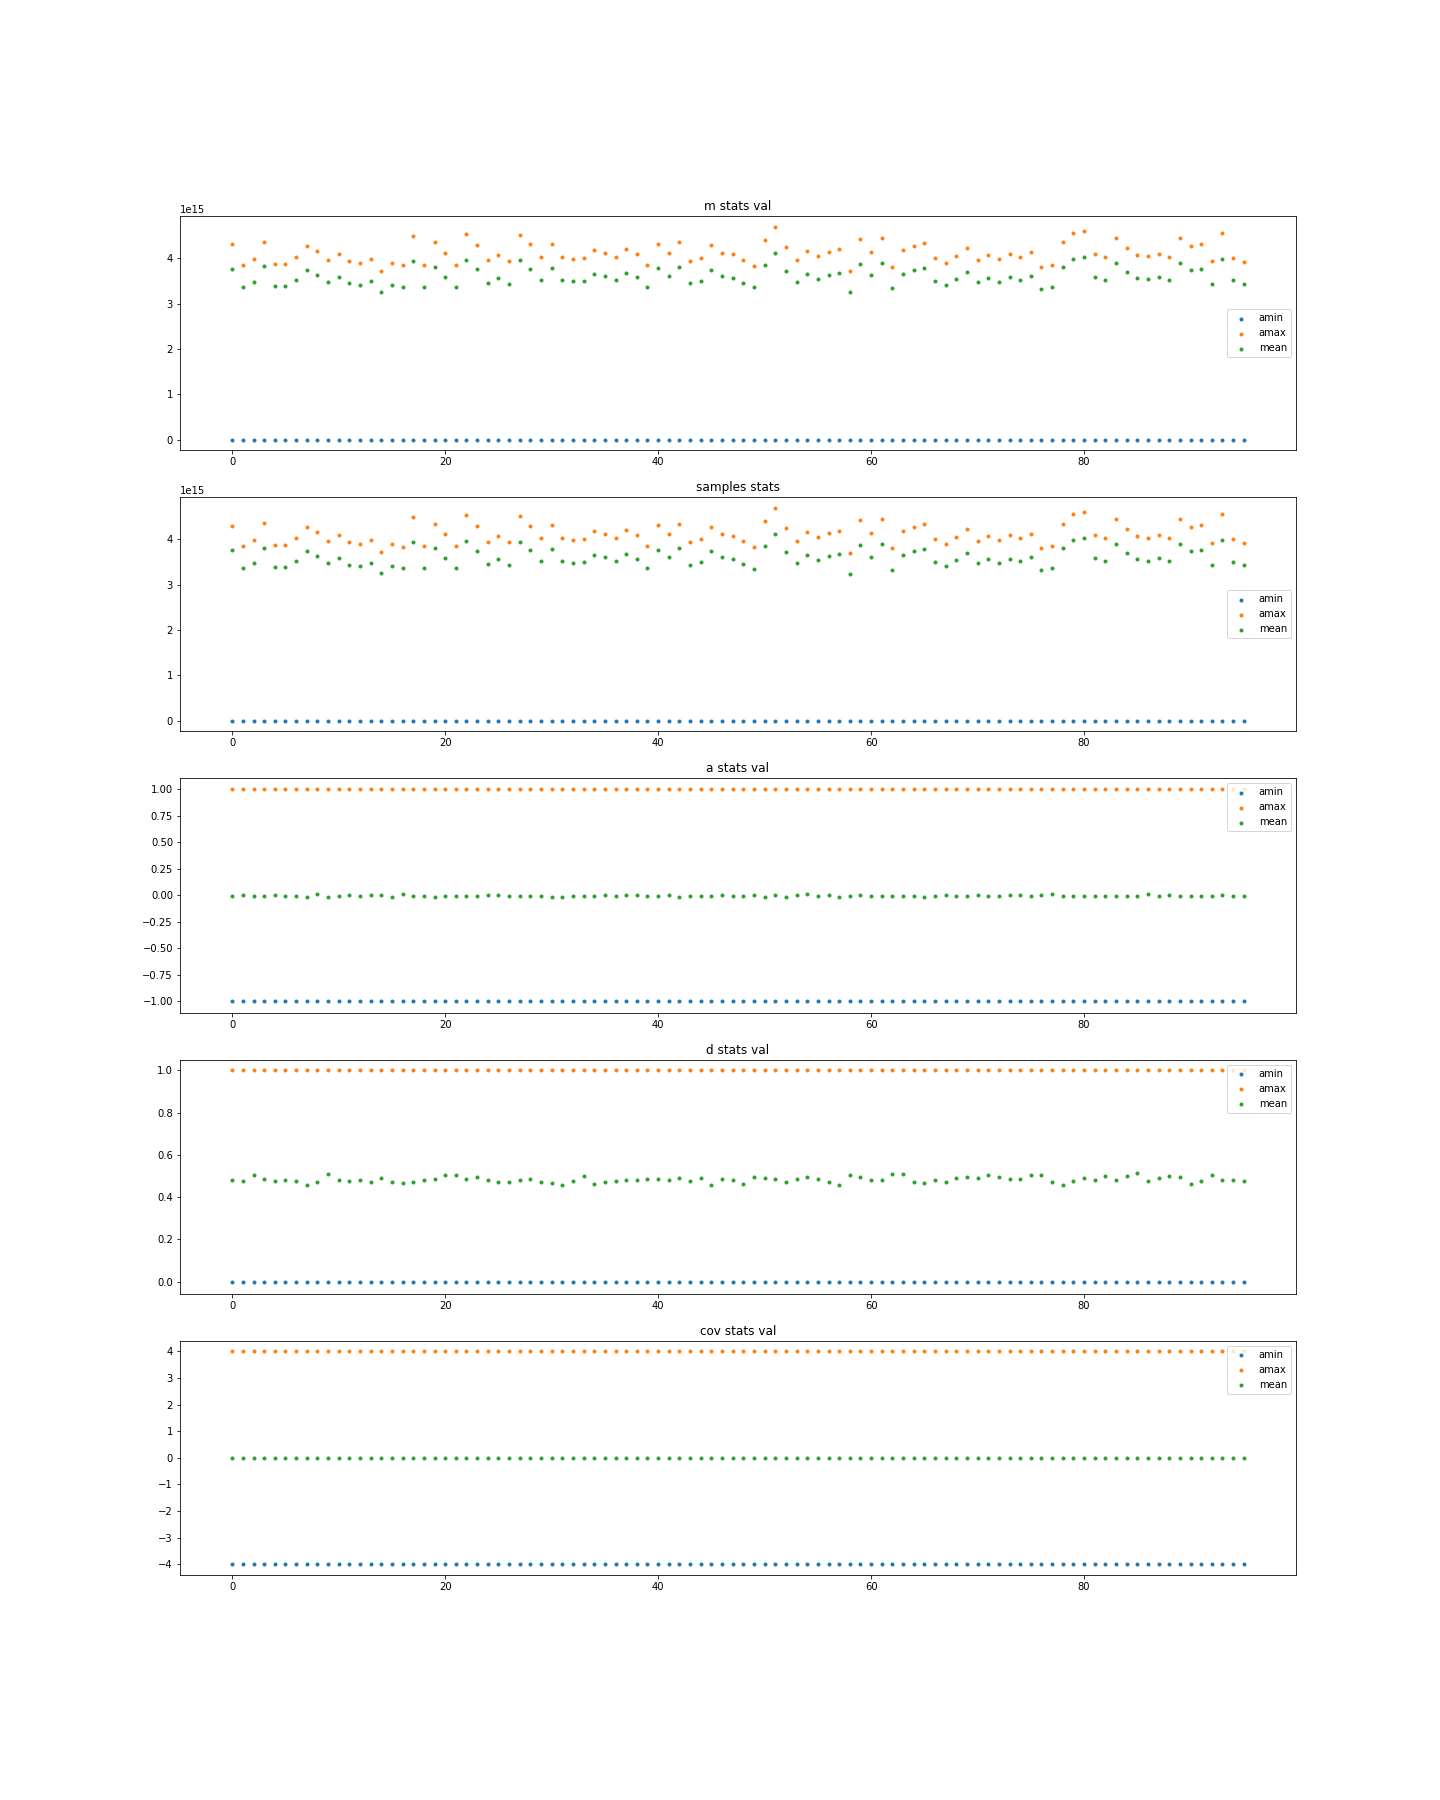 m stats val
1e15
4
3
2
1
0
amin
amax
mean
0 20 40 60 80
samples stats
1e15
4
3
2
1
0
amin
amax
mean
0 20 40 60 80
a stats val
1.00
0.75
0.50
0.25
0.00
−0.25
−0.50
−0.75
−1.00
amin
amax
mean
0 20 40 60 80
d stats val
1.0
0.8
0.6
0.4
0.2
0.0
amin
amax
mean
0 20 40 60 80
cov stats val
4
3
2
1
0
−1
−2
−3
−4
amin
amax
mean
0 20 40 60 80